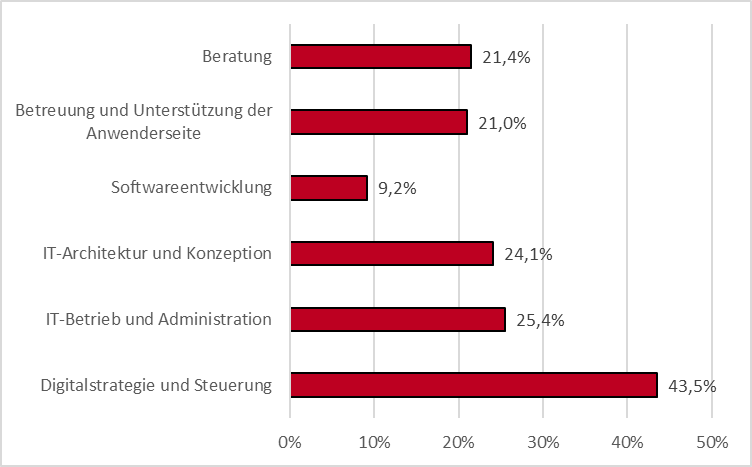 Beratung
21,4%
Betreuung und Unterstützung der
Anwenderseite
21,0%
Softwareentwicklung
9,2%
IT-Architektur und Konzeption
24,1%
IT-Betrieb und Administration
25,4%
Digitalstrategie und Steuerung
43,5%
0% 10% 20% 30% 40% 50%